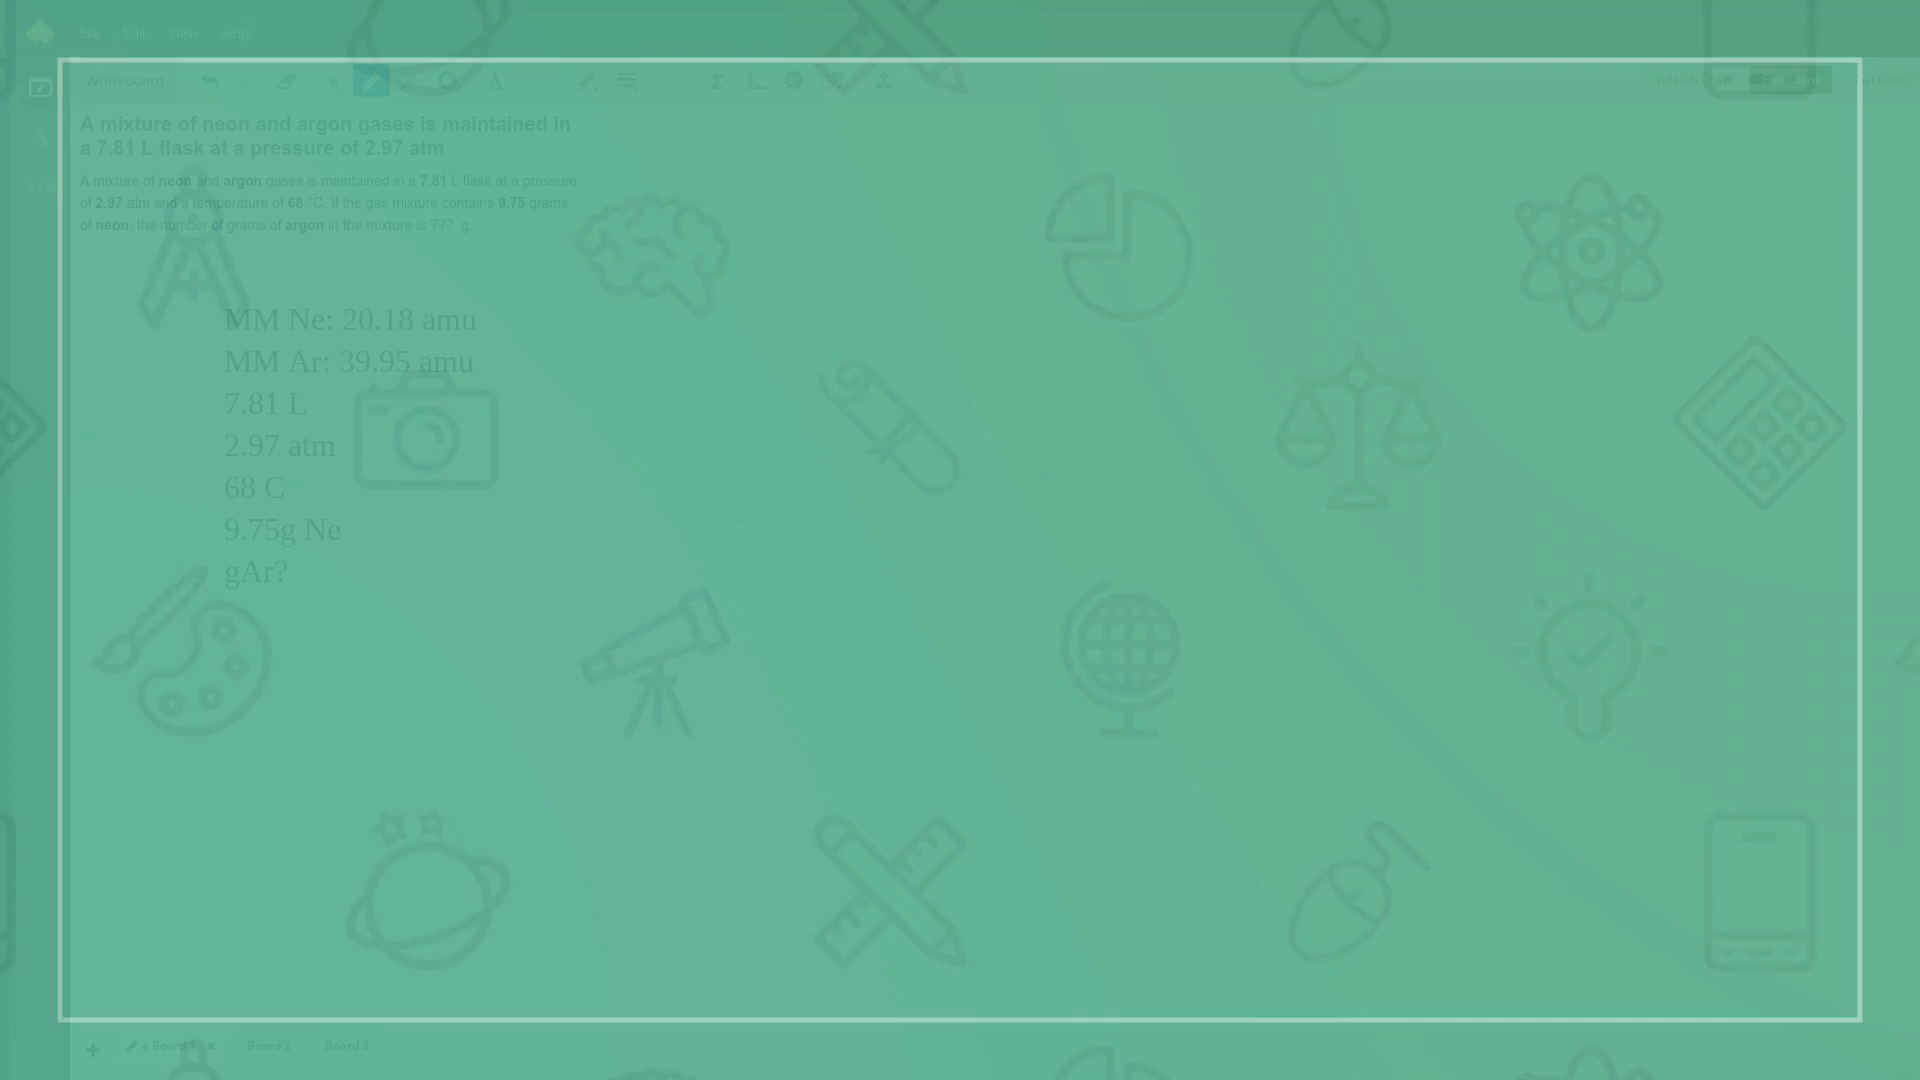 File Edit View Help
Whiteboard A Σ
A mixture of neon and argon gases is maintained in
a 7.81 L flask at a pressure of 2.97 atm
A mixture of neon and argon gases is maintained in a 7.81 L flask at a pressure
of 2.97 atm and a temperature of 68 °C. If the gas mixture contains 9.75 grams
of neon, the number of grams of argon in the mixture is ???. g.
MM Ne: 20.18 amu
MM Ar: 39.95 amu
7.81 L
2.97 atm
68 C
9.75g Ne
gAr?
Board 1 Board 2 Board 3